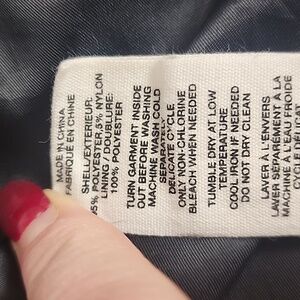 MADE IN CHINA
FABRIQUÉ EN CHINE
SHELL/EXTERIEUR:
95% POLYESTER,5% NYLON
LINING / DOUBLURE:
100% POLYESTER
TURN GARMENT INSIDE
OUT BEFORE WASHING
MACHINE WASH COLD
SEPARATELY
DELICATE CYCLE
ONLY NON-CHLORINE
BLEACH WHEN NEEDED
TUMBLE DRY AT LOW
TEMPERATURE
COOL IRON IF NEEDED
DO NOT DRY CLEAN
LAVER À L'ENVERS
LAVER SÉPARÉMENT À LA
MACHINE À L'EAU FROIDE